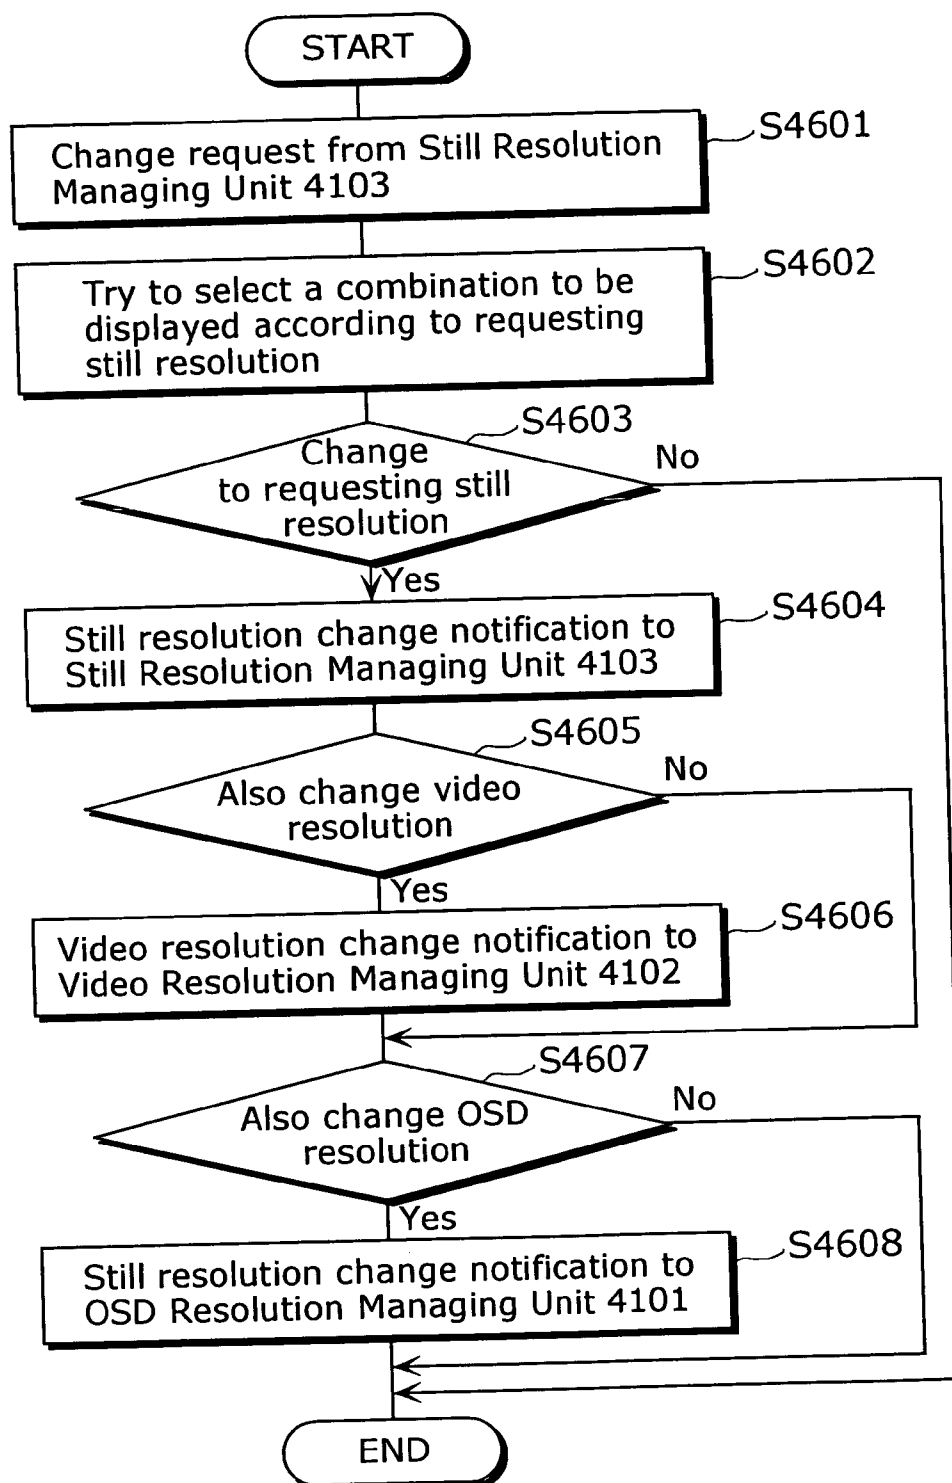 START
S4601
Change request from Still Resolution
Managing Unit 4103
S4602
Try to select a combination to be
displayed according to requesting
still resolution
S4603
Change
to requesting still
resolution
No
Yes
S4604
Still resolution change notification to
Still Resolution Managing Unit 4103
S4605
Also change video
resolution
No
Yes
S4606
Video resolution change notification to
Video Resolution Managing Unit 4102
S4607
Also change OSD
resolution
No
Yes
S4608
Still resolution change notification to
OSD Resolution Managing Unit 4101
END